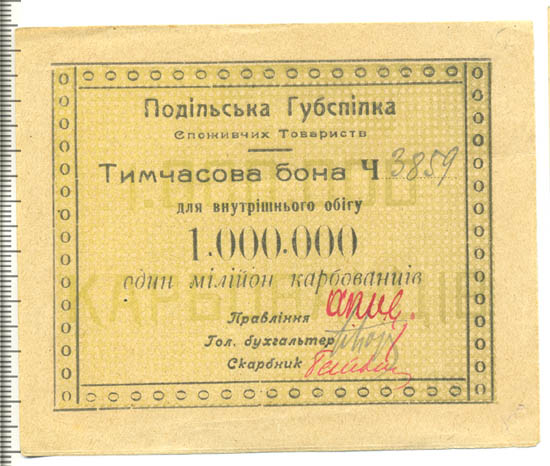 Подільська Губспілка
Споживчих Товариств
Тимчасова бона Ч 3859
для внутрішнього обігу
1.000.000
один мілійон карбованців
Правління
Гол. бухгальтер
Скарбник